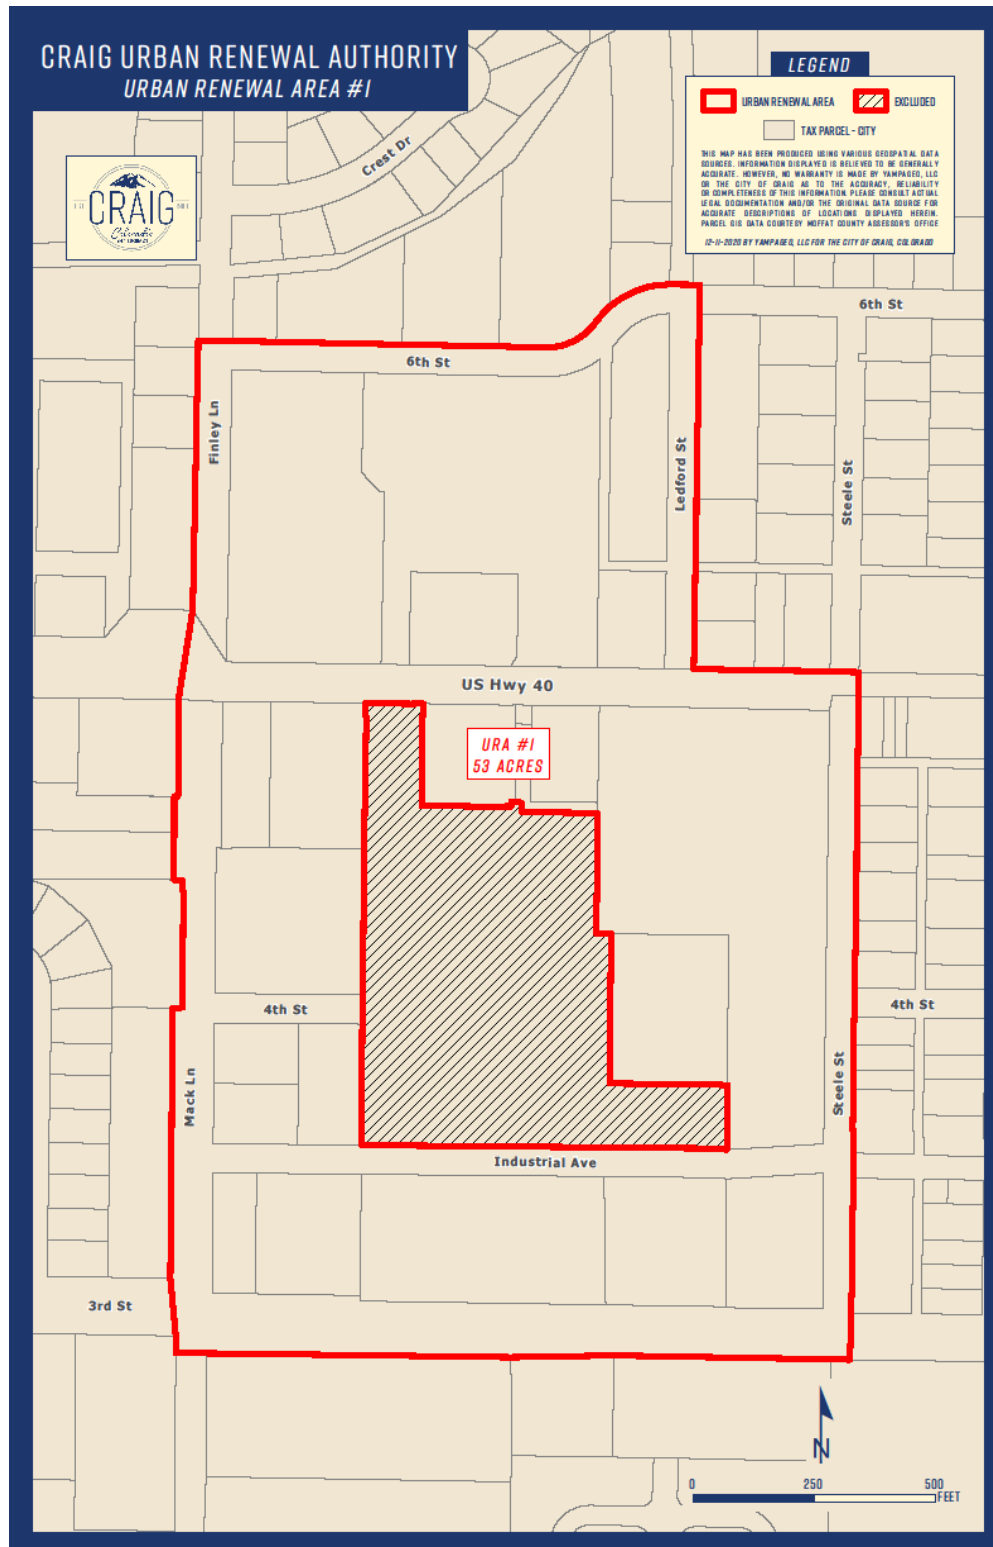 CRAIG URBAN RENEWAL AUTHORITY
URBAN RENEWAL AREA #1
LEGEND
URBAN RENEWAL AREA
EXCLUDED
TAX PARCEL - CITY
THIS MAP HAS BEEN PRODUCED USING VARIOUS GEOSPATIAL DATA
SOURCES. INFORMATION DISPLAYED IS BELIEVED TO BE GENERALLY
ACCURATE. HOWEVER, NO WARRANTY IS MADE BY YAMPAGEO, LLC
OR THE CITY OF CRAIG AS TO THE ACCURACY, RELIABILITY
OR COMPLETENESS OF THIS INFORMATION. PLEASE CONSULT ACTUAL
LEGAL DOCUMENTATION AND/OR THE ORIGINAL DATA SOURCE FOR
ACCURATE DESCRIPTIONS OF LOCATIONS DISPLAYED HEREIN.
PARCEL GIS DATA COURTESY MOFFAT COUNTY ASSESSOR'S OFFICE
12-11-2020 BY YAMPAGEO, LLC FOR THE CITY OF CRAIG, COLORADO
CRAIG
Colorado
Crest Dr
6th St
6th St
Finley Ln
Ledford St
Steele St
US Hwy 40
URA #1
53 ACRES
4th St
4th St
Mack Ln
Steele St
Industrial Ave
3rd St
N
0 250 500
FEET